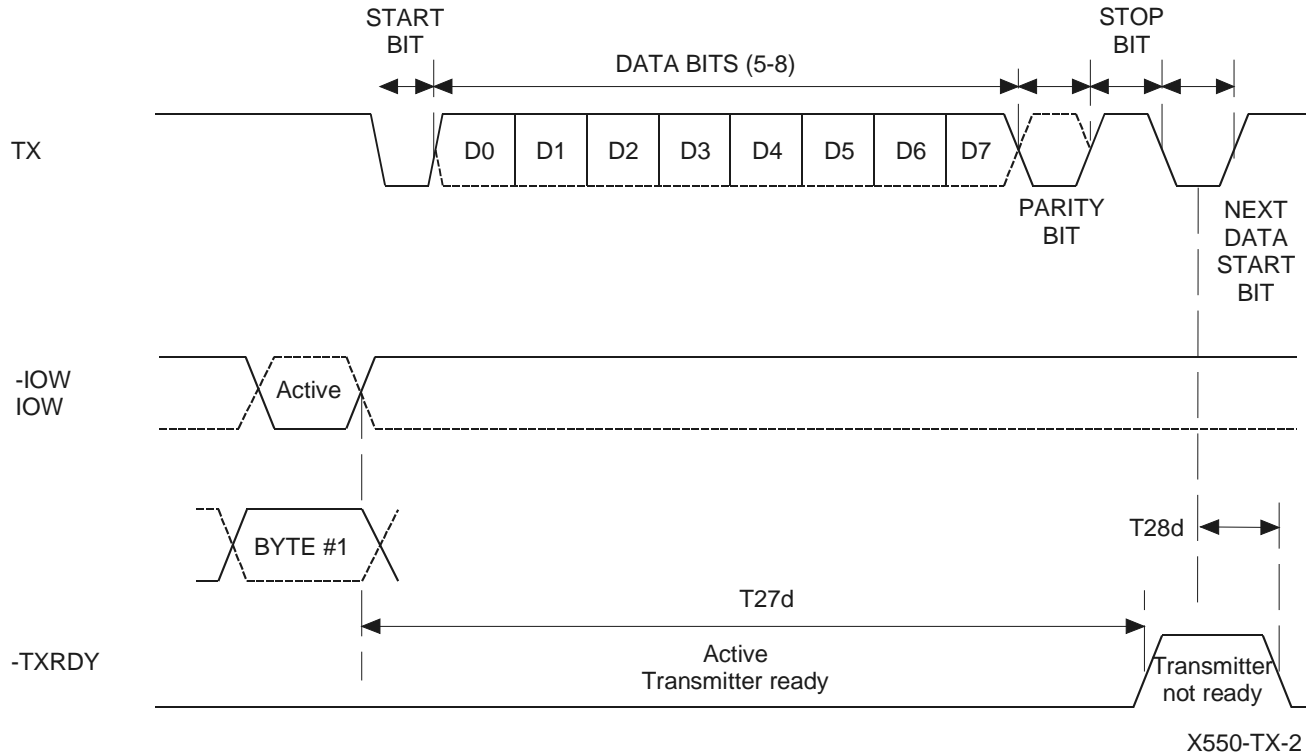 START
BIT
DATA BITS (5-8)
STOP
BIT
TX
D0 D1 D2 D3 D4 D5 D6 D7
PARITY
BIT
NEXT
DATA
START
BIT
-IOW
IOW
Active
BYTE #1
T28d
T27d
-TXRDY
Active
Transmitter ready
Transmitter
not ready
X550-TX-2